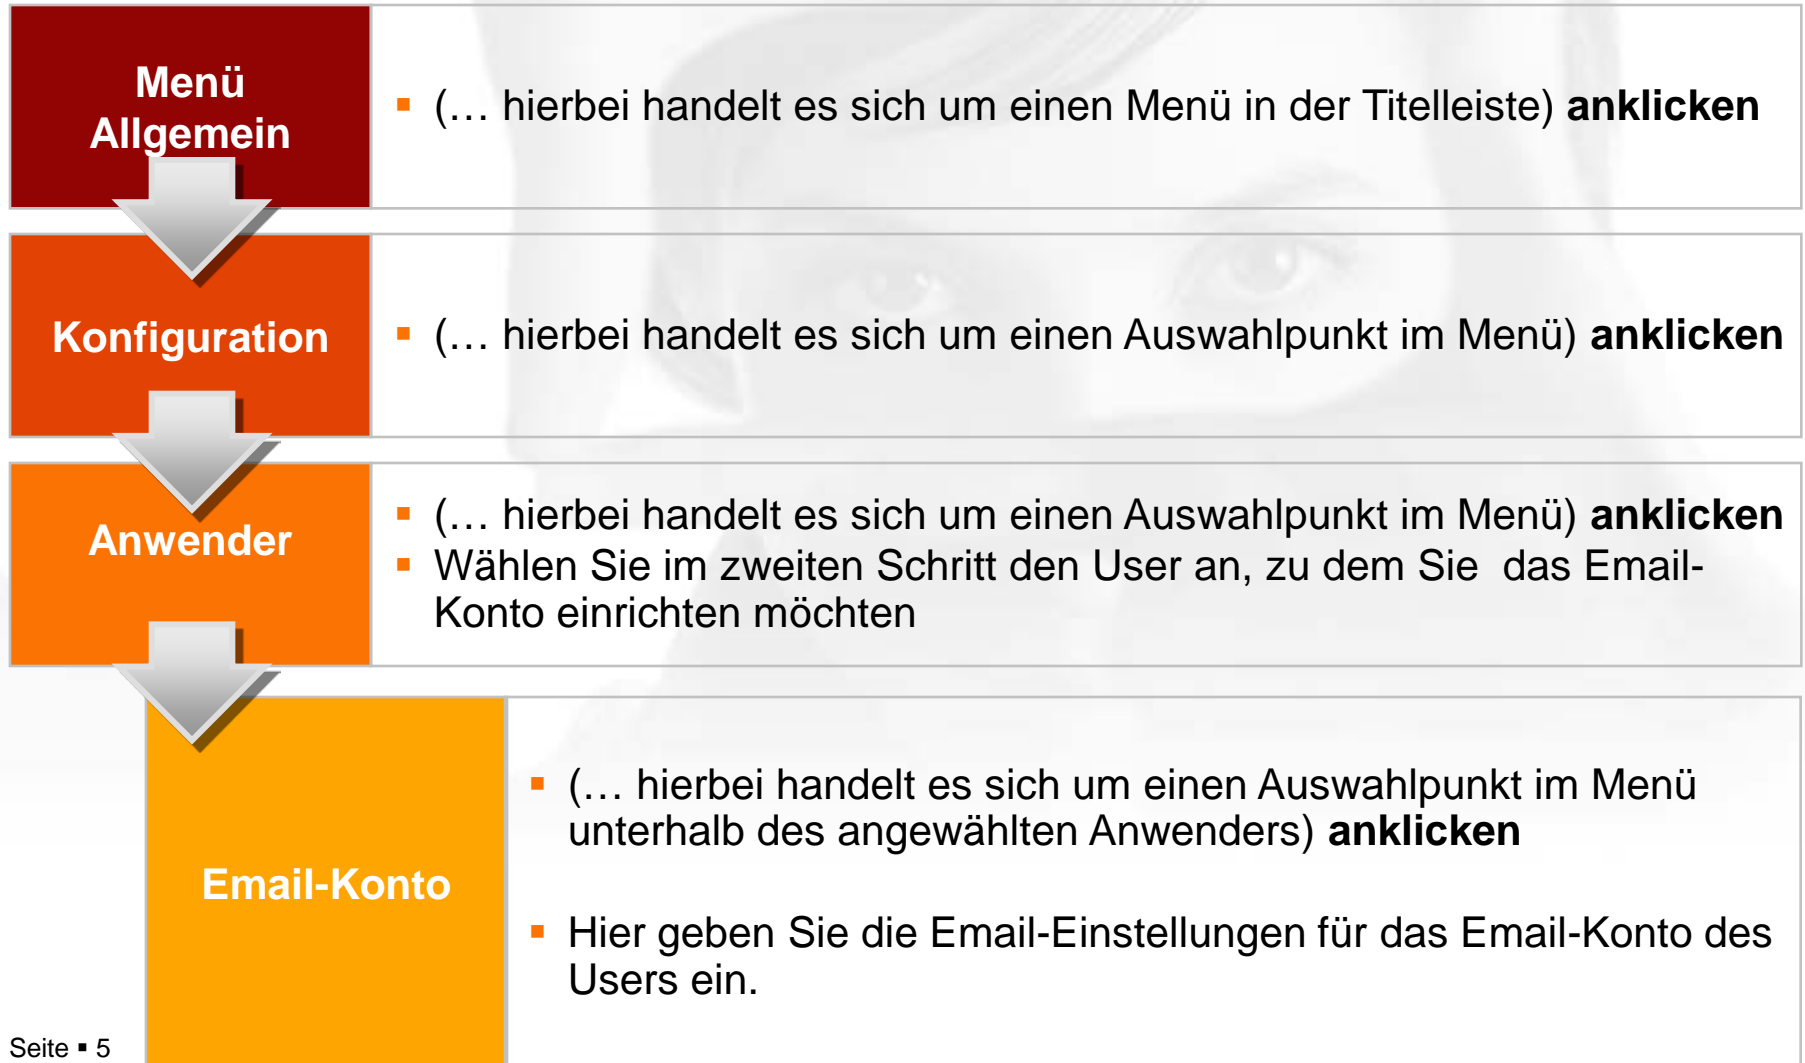 Menü
Allgemein
▪ (… hierbei handelt es sich um einen Menü in der Titelleiste) anklicken
Konfiguration
▪ (… hierbei handelt es sich um einen Auswahlpunkt im Menü) anklicken
Anwender
▪ (… hierbei handelt es sich um einen Auswahlpunkt im Menü) anklicken
▪ Wählen Sie im zweiten Schritt den User an, zu dem Sie  das Email-
Konto einrichten möchten
Email-Konto
▪ (… hierbei handelt es sich um einen Auswahlpunkt im Menü
unterhalb des angewählten Anwenders) anklicken
▪ Hier geben Sie die Email-Einstellungen für das Email-Konto des
Users ein.
Seite ▪ 5